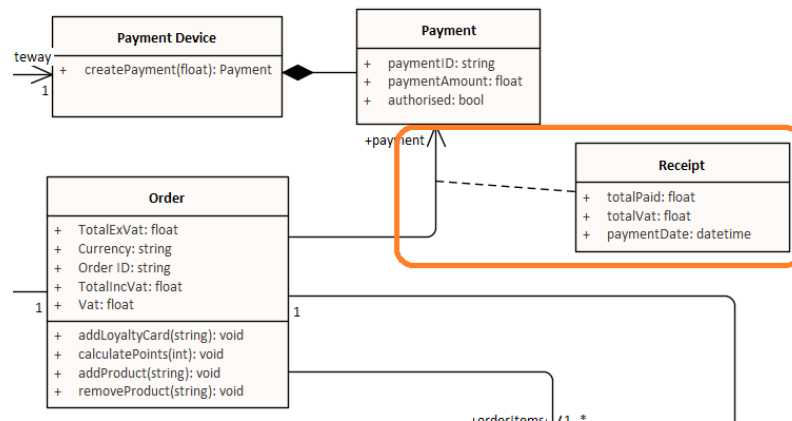 Payment Device
+ createPayment(float): Payment
teway
1
Payment
+ paymentID: string
+ paymentAmount: float
+ authorised: bool
+payment
Receipt
+ totalPaid: float
+ totalVat: float
+ paymentDate: datetime
Order
+ TotalExVat: float
+ Currency: string
+ Order ID: string
+ TotalIncVat: float
+ Vat: float
1
1
+ addLoyaltyCard(string): void
+ calculatePoints(int): void
+ addProduct(string): void
+ removeProduct(string): void
+orderItems 1..*